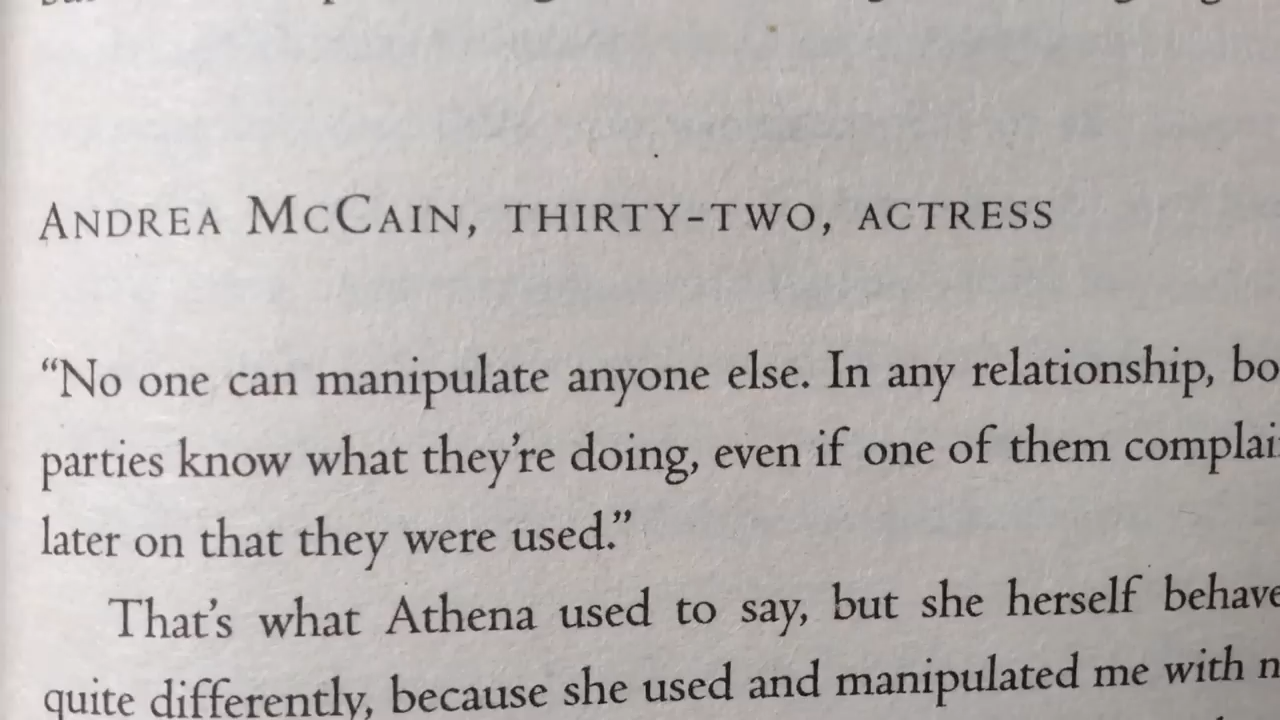 ANDREA MCCAIN, THIRTY-TWO, ACTRESS
“No one can manipulate anyone else. In any relationship,
parties know what they’re doing, even if one of them
later on that they were used.”
That’s what Athena used to say, but she herself
quite differently, because she used and manipulated me with